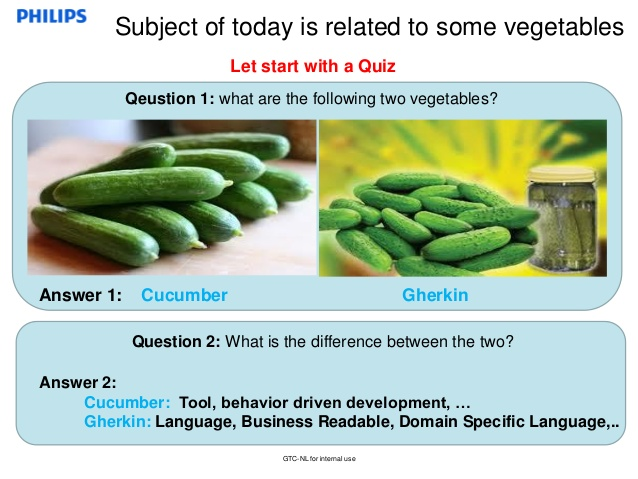 PHILIPS
Subject of today is related to some vegetables
Let start with a Quiz
Qeustion 1: what are the following two vegetables?
Answer 1: Cucumber Gherkin
Question 2: What is the difference between the two?
Answer 2:
Cucumber: Tool, behavior driven development, …
Gherkin: Language, Business Readable, Domain Specific Language,..
GTC-NL for internal use